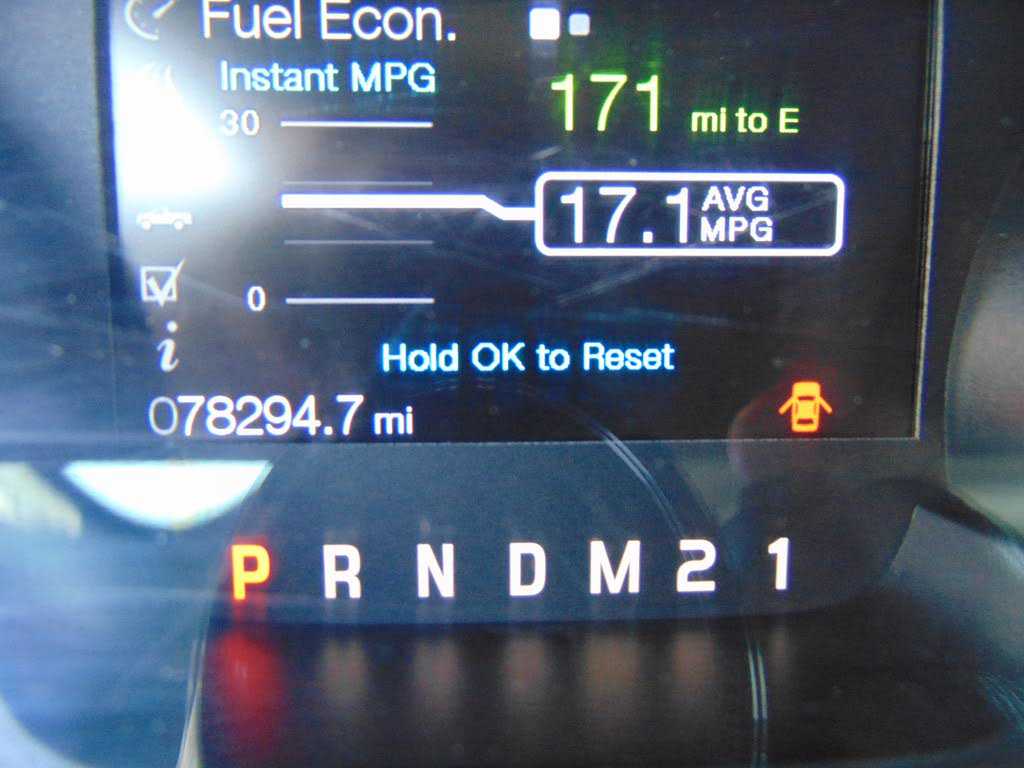 Fuel Econ.
Instant MPG
30
171 mi to E
17.1 AVG MPG
0
Hold OK to Reset
078294.7 mi
P R N D M 2 1